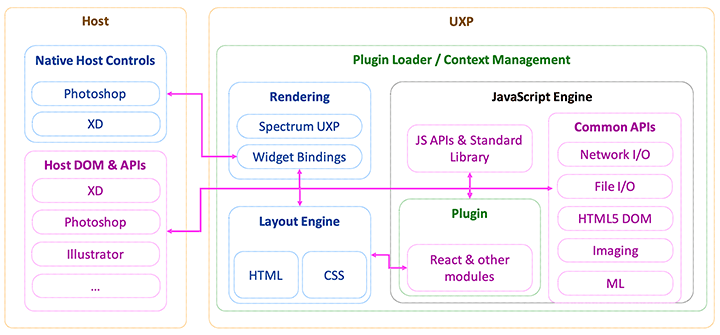 Host
Native Host Controls
Photoshop
XD
Host DOM & APIs
XD
Photoshop
Illustrator
...
UXP
Plugin Loader / Context Management
Rendering
Spectrum UXP
Widget Bindings
Layout Engine
HTML
CSS
JavaScript Engine
JS APIs & Standard
Library
Plugin
React & other
modules
Common APIs
Network I/O
File I/O
HTML5 DOM
Imaging
ML